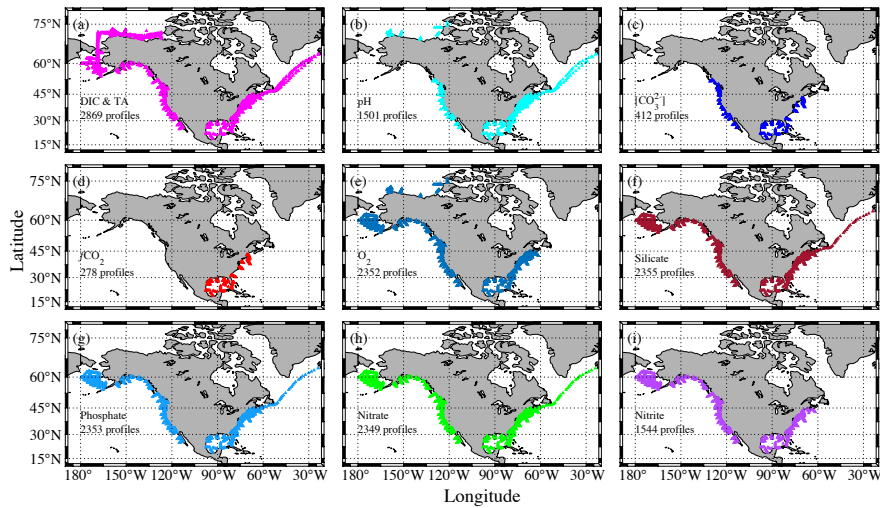 (a)
DIC & TA
2869 profiles
(b)
pH
1501 profiles
(c)
[CO₃²⁻]
412 profiles
75°N
60°N
45°N
30°N
15°N
(d)
fCO₂
278 profiles
(e)
O₂
2352 profiles
(f)
Silicate
2355 profiles
75°N
60°N
45°N
30°N
15°N
Latitude
(g)
Phosphate
2353 profiles
(h)
Nitrate
2349 profiles
(i)
Nitrite
1544 profiles
75°N
60°N
45°N
30°N
15°N
180° 150°W 120°W 90°W 60°W 30°W 180° 150°W 120°W 90°W 60°W 30°W 180° 150°W 120°W 90°W 60°W 30°W
Longitude